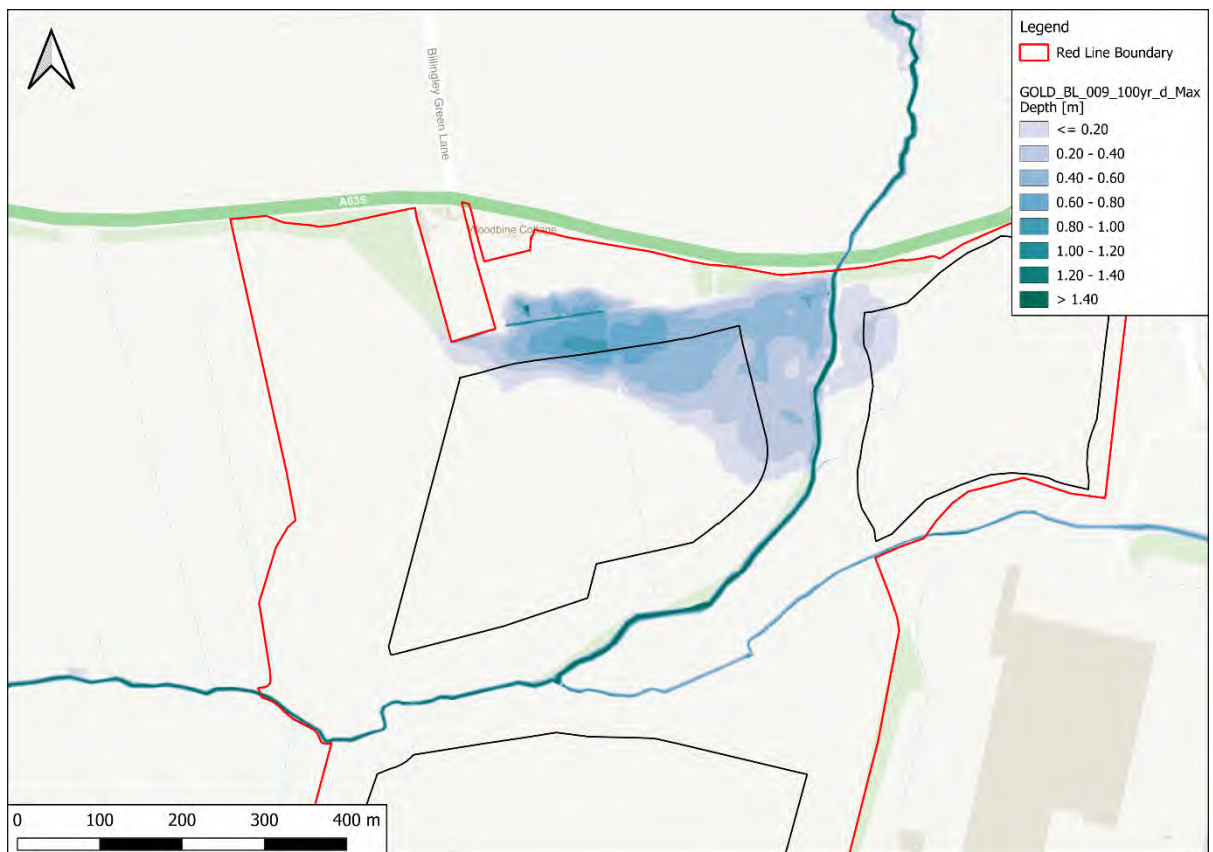 Legend
Red Line Boundary
GOLD_BL_009_100yr_d_Max
Depth [m]
<= 0.20
0.20 - 0.40
0.40 - 0.60
0.60 - 0.80
0.80 - 1.00
1.00 - 1.20
1.20 - 1.40
> 1.40
Billingley Green Lane
A635
Woodbine Cottage
0 100 200 300 400 m